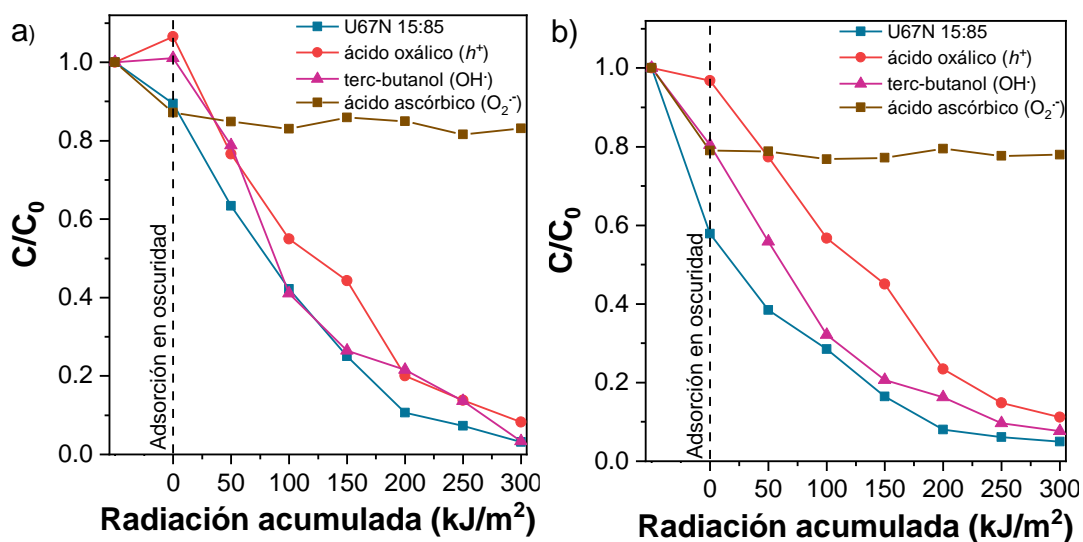 a)
U67N 15:85
ácido oxálico (h⁺)
terc-butanol (OH·)
ácido ascórbico (O₂·⁻)
1.0
0.8
0.6
0.4
0.2
0.0
C/C₀
Adsorción en oscuridad
0 50 100 150 200 250 300
Radiación acumulada (kJ/m²)
b)
U67N 15:85
ácido oxálico (h⁺)
terc-butanol (OH·)
ácido ascórbico (O₂·⁻)
1.0
0.8
0.6
0.4
0.2
0.0
C/C₀
Adsorción en oscuridad
0 50 100 150 200 250 300
Radiación acumulada (kJ/m²)